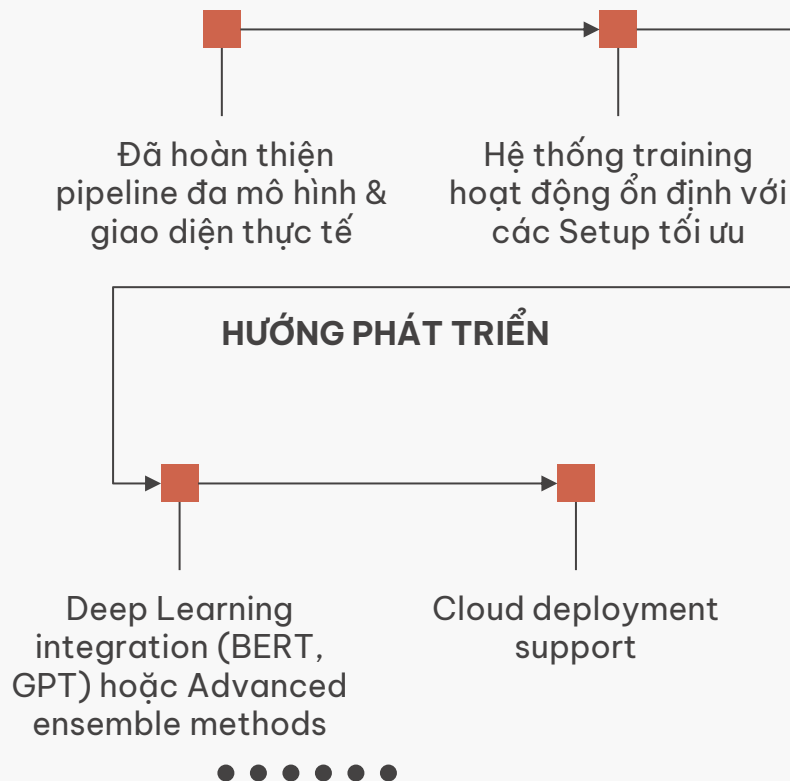 Đã hoàn thiện
pipeline đa mô hình &
giao diện thực tế
Hệ thống training
hoạt động ổn định với
các Setup tối ưu
HƯỚNG PHÁT TRIỂN
Deep Learning
integration (BERT,
GPT) hoặc Advanced
ensemble methods
Cloud deployment
support